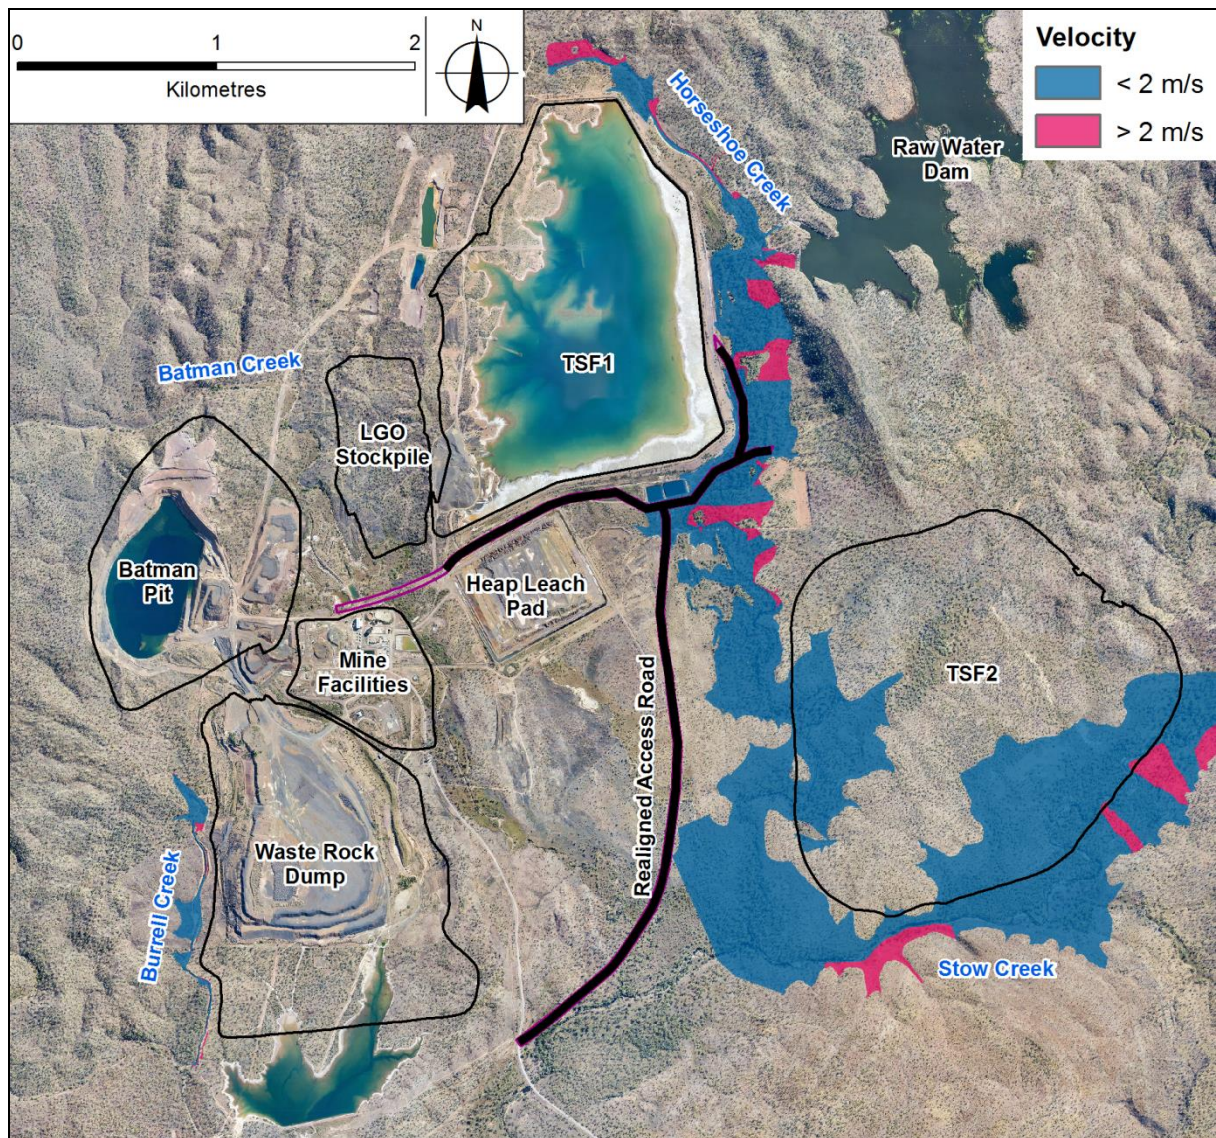 0 1 2
Kilometres
N
Velocity
< 2 m/s
> 2 m/s
Horseshoe Creek
Raw Water
Dam
TSF1
Batman Creek
LGO
Stockpile
Batman
Pit
Heap Leach
Pad
Mine
Facilities
TSF2
Realigned Access Road
Waste Rock
Dump
Burrell Creek
Stow Creek